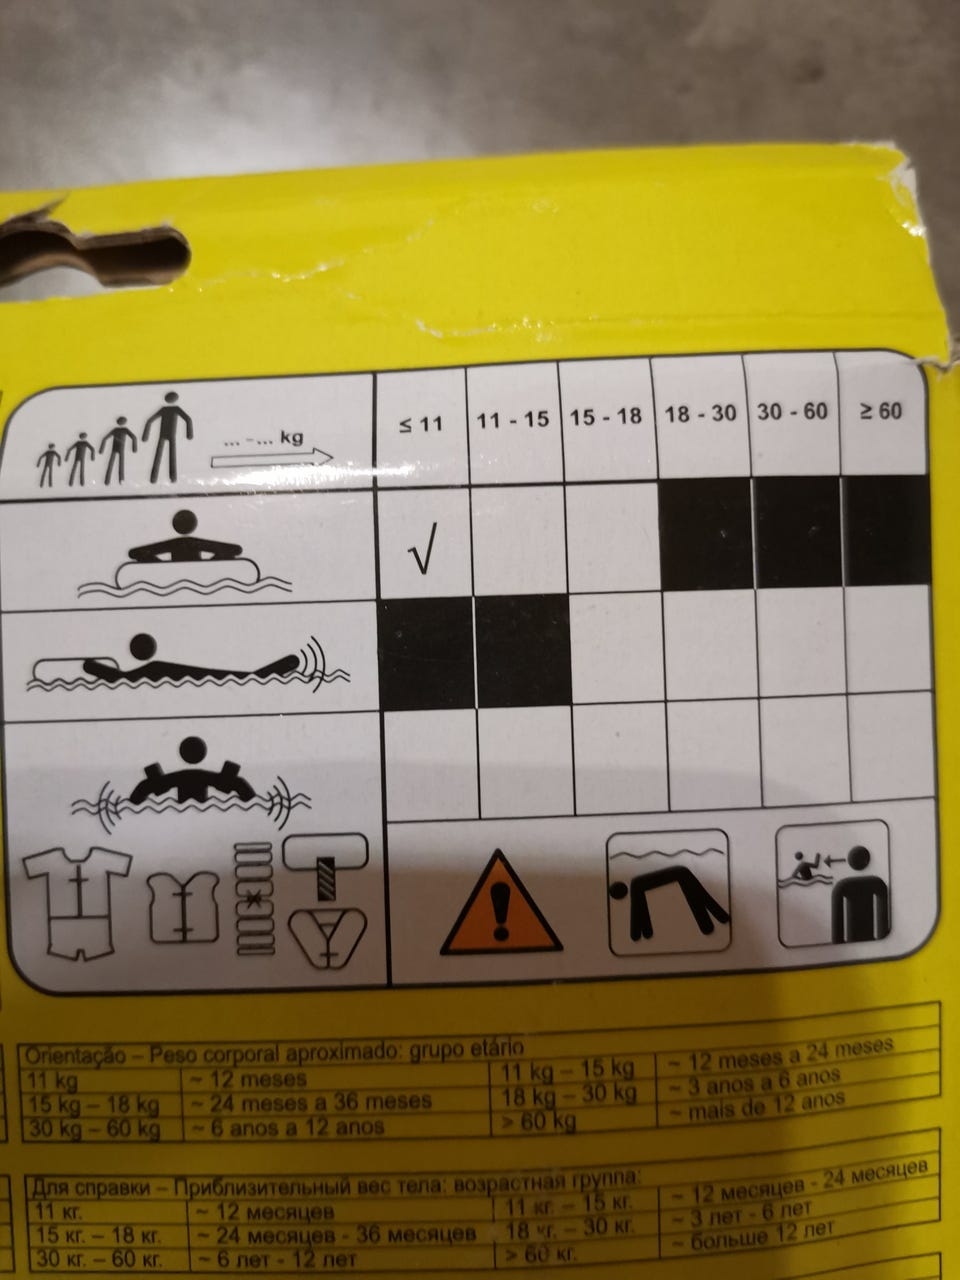 ... -... kg ≤ 11 11 - 15 15 - 18 18 - 30 30 - 60 ≥ 60
√
Orientação – Peso corporal aproximado: grupo etário
11 kg ~ 12 meses 11 kg – 15 kg ~ 12 meses a 24 meses
15 kg – 18 kg ~ 24 meses a 36 meses 18 kg – 30 kg ~ 3 anos a 6 anos
30 kg – 60 kg ~ 6 anos a 12 anos > 60 kg ~ mais de 12 anos
Для справки – Приблизительный вес тела: возрастная группа:
11 кг. ~ 12 месяцев 11 кг. – 15 кг. ~ 12 месяцев - 24 месяцев
15 кг. – 18 кг. ~ 24 месяцев - 36 месяцев 18 кг. – 30 кг. ~ 3 лет - 6 лет
30 кг. – 60 кг. ~ 6 лет - 12 лет > 60 кг. ~ больше 12 лет